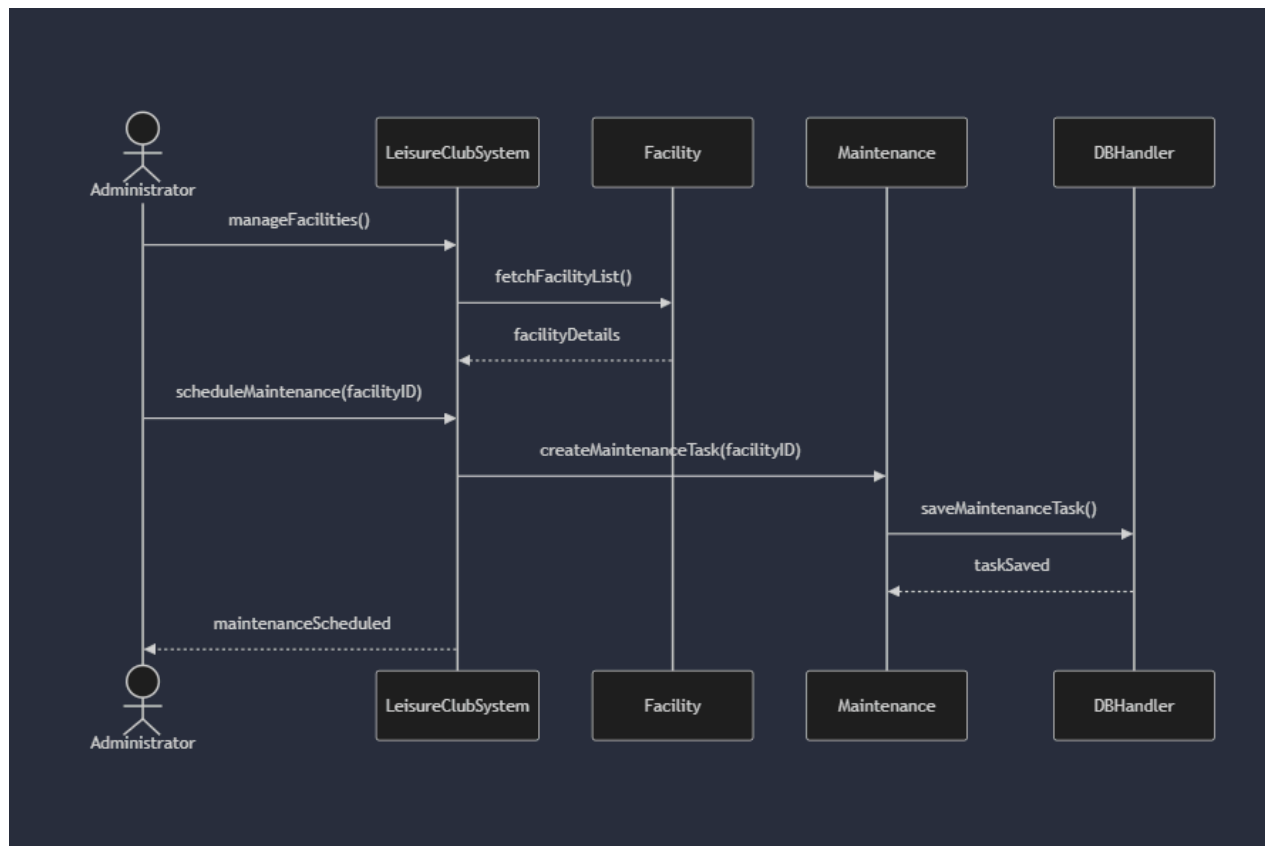 LeisureClubSystem
Facility
Maintenance
DBHandler
Administrator
manageFacilities()
fetchFacilityList()
facilityDetails
scheduleMaintenance(facilityID)
createMaintenanceTask(facilityID)
saveMaintenanceTask()
taskSaved
maintenanceScheduled
LeisureClubSystem
Facility
Maintenance
DBHandler
Administrator